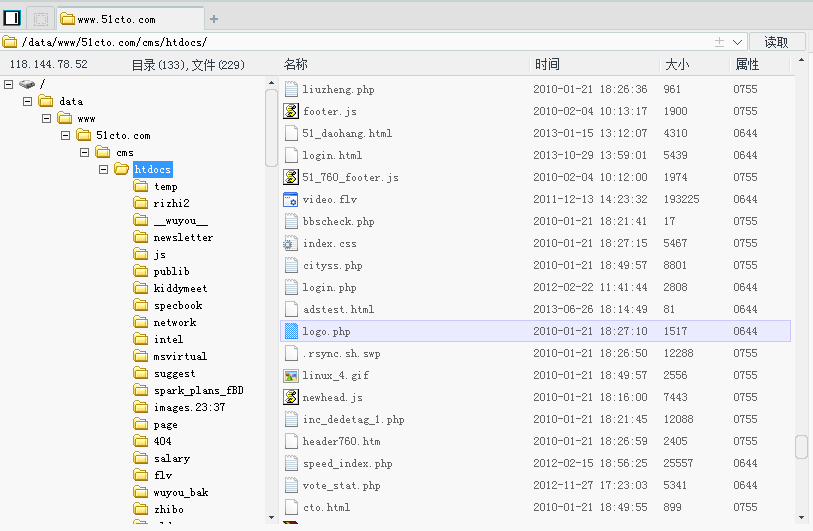 www.51cto.com
/data/www/51cto.com/cms/htdocs/
读取
118.144.78.52 目录(133),文件(229)
名称 时间 大小 属性
/
data
www
51cto.com
cms
htdocs
temp
rizhi2
__wuyou__
newsletter
js
publib
kiddymeet
specbook
network
intel
msvirtual
suggest
spark_plans_fBD
images.23:37
page
404
salary
flv
wuyou_bak
zhibo
liuzheng.php 2010-01-21 18:26:36 961 0755
footer.js 2010-02-04 10:13:17 1900 0755
51_daohang.html 2013-01-15 13:12:07 4310 0644
login.html 2013-10-29 13:59:01 5439 0644
51_760_footer.js 2010-02-04 10:12:00 1974 0755
video.flv 2011-12-13 14:23:32 193225 0644
bbscheck.php 2010-01-21 18:21:41 17 0755
index.css 2010-01-21 18:27:15 5467 0755
cityss.php 2010-01-21 18:49:57 8801 0755
login.php 2012-02-22 11:41:44 2808 0644
adstest.html 2013-06-26 18:14:49 81 0644
logo.php 2010-01-21 18:27:10 1517 0644
.rsync.sh.swp 2010-01-21 18:26:50 12288 0755
linux_4.gif 2010-01-21 18:49:57 2556 0755
newhead.js 2010-01-21 18:16:00 7443 0755
inc_dedetag_1.php 2010-01-21 18:21:45 12088 0755
header760.htm 2010-01-21 18:26:59 2405 0755
speed_index.php 2012-02-15 18:56:25 25557 0644
vote_stat.php 2012-11-27 17:23:03 5341 0644
cto.html 2010-01-21 18:49:55 899 0755